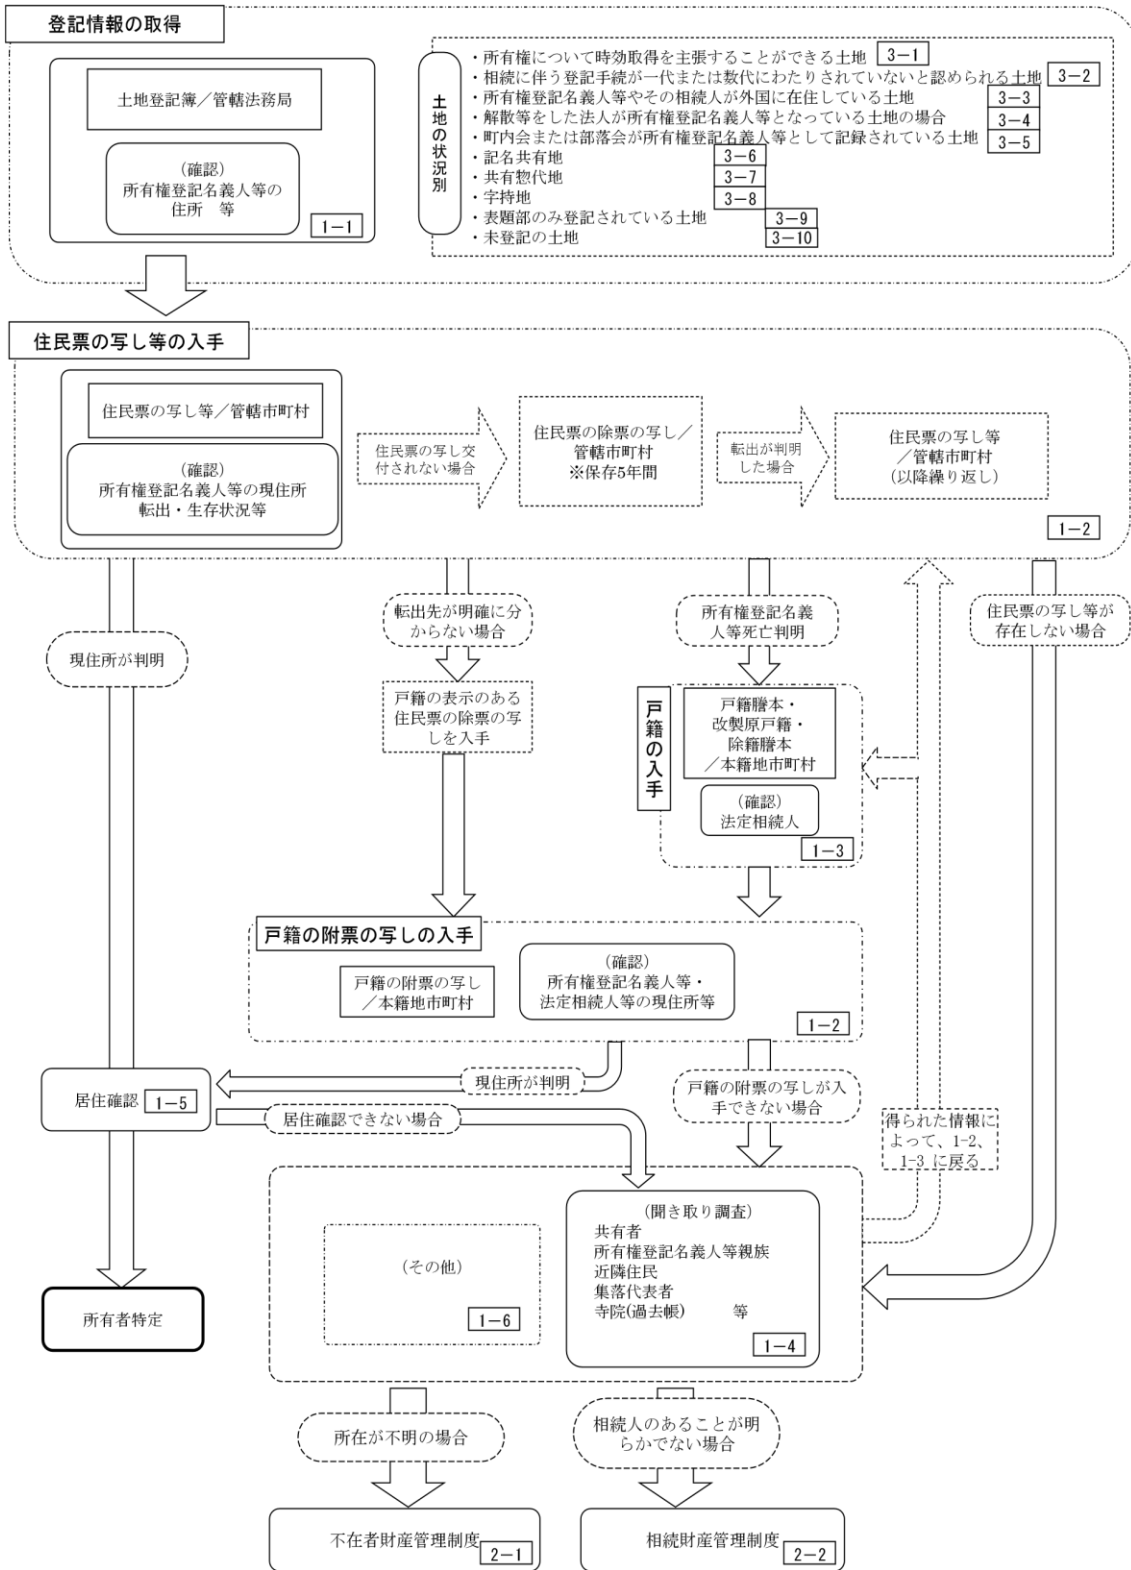 登記情報の取得
土地登記簿／管轄法務局
（確認）
所有権登記名義人等の
住所　等
1－1
土地の状況別
・所有権について時効取得を主張することができる土地 3－1
・相続に伴う登記手続が一代または数代にわたりされていないと認められる土地 3－2
・所有権登記名義人等やその相続人が外国に在住している土地 3－3
・解散等をした法人が所有権登記名義人等となっている土地の場合 3－4
・町内会または部落会が所有権登記名義人等として記録されている土地 3－5
・記名共有地 3－6
・共有惣代地 3－7
・字持地 3－8
・表題部のみ登記されている土地 3－9
・未登記の土地 3－10
住民票の写し等の入手
住民票の写し等／管轄市町村
（確認）
所有権登記名義人等の現住所
転出・生存状況等
住民票の写し交
付されない場合
住民票の除票の写し／
管轄市町村
※保存5年間
転出が判明
した場合
住民票の写し等
／管轄市町村
(以降繰り返し)
1－2
現住所が判明
転出先が明確に分
からない場合
所有権登記名義
人等死亡判明
住民票の写し等が
存在しない場合
戸籍の表示のある
住民票の除票の写
しを入手
戸籍の入手
戸籍謄本・
改製原戸籍・
除籍謄本
／本籍地市町村
（確認）
法定相続人
1－3
戸籍の附票の写しの入手
戸籍の附票の写し
／本籍地市町村
（確認）
所有権登記名義人等・
法定相続人等の現住所等
1－2
現住所が判明
戸籍の附票の写しが入
手できない場合
居住確認 1－5
居住確認できない場合
得られた情報に
よって、1-2、
1-3 に戻る
（その他）
1－6
（聞き取り調査）
共有者
所有権登記名義人等親族
近隣住民
集落代表者
寺院(過去帳)　　等
1－4
所有者特定
所在が不明の場合
相続人のあることが明
らかでない場合
不在者財産管理制度 2－1
相続財産管理制度 2－2